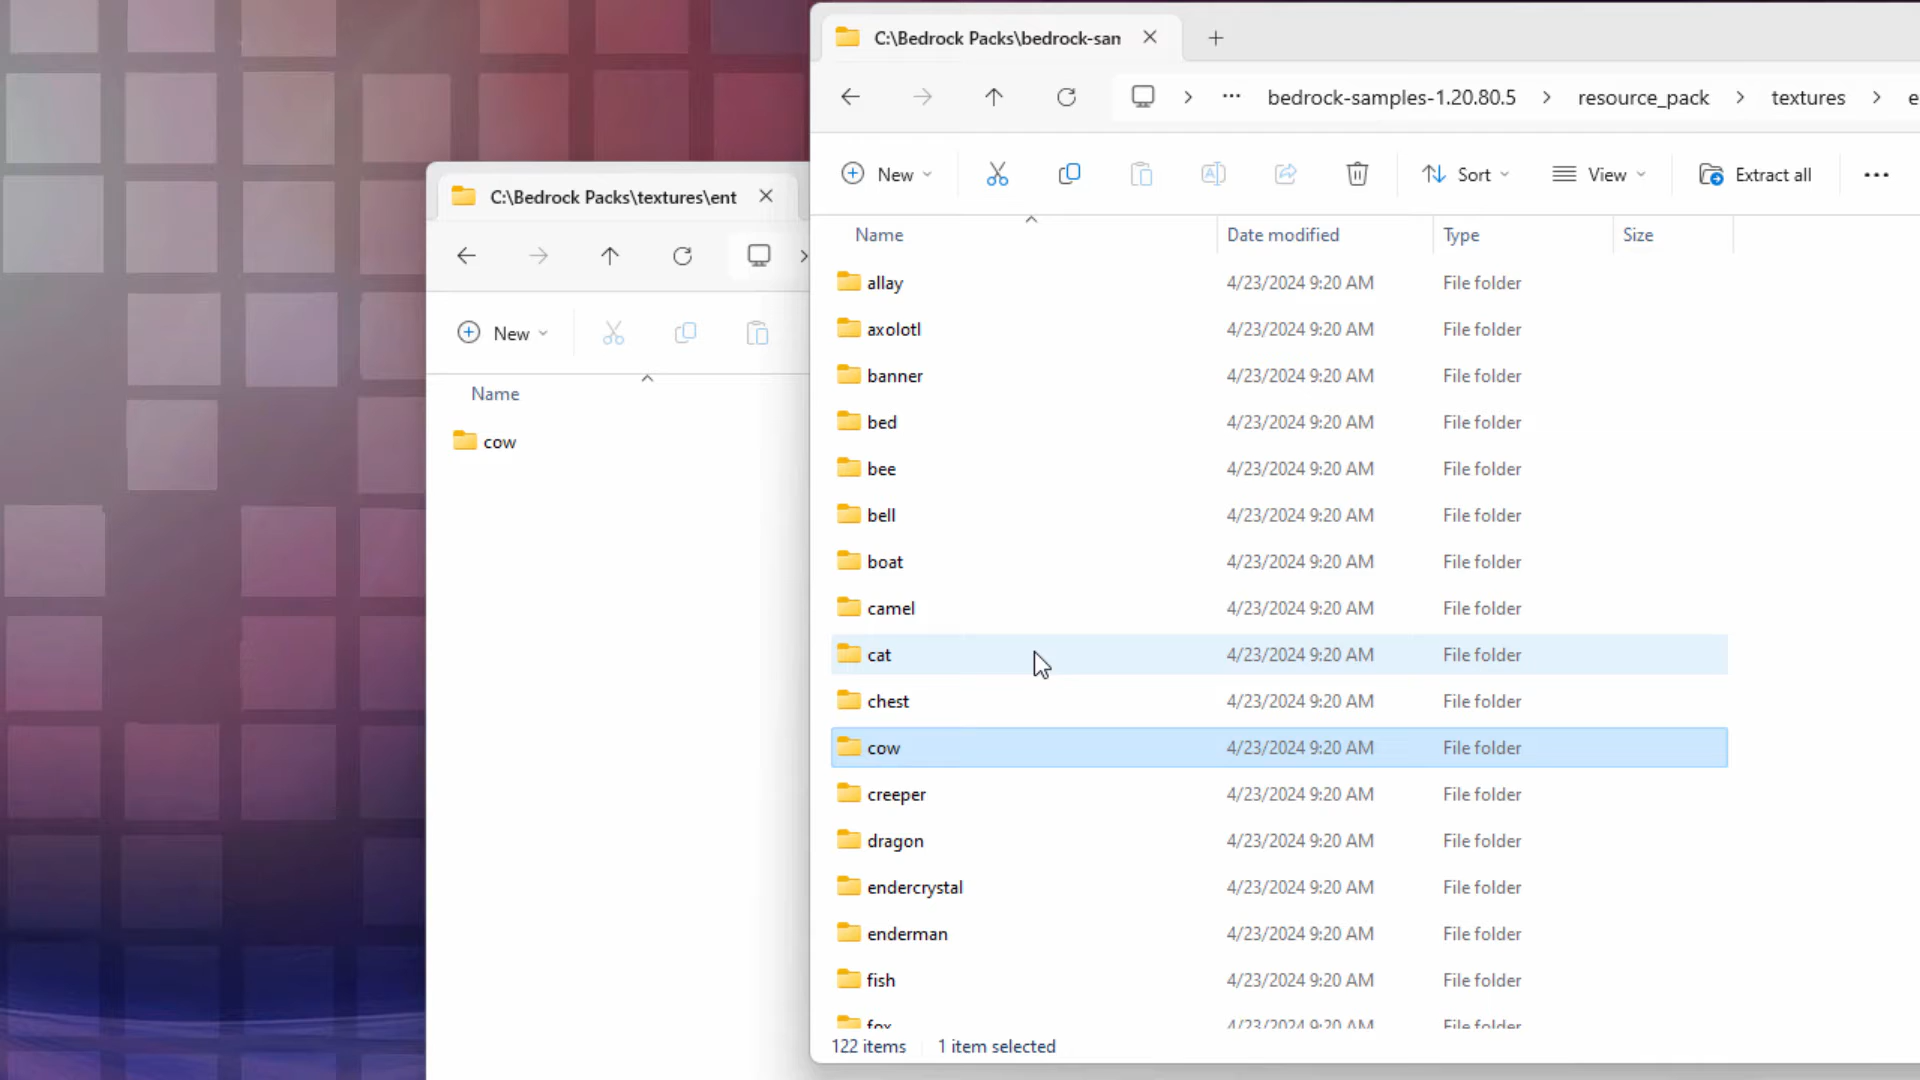 C:\Bedrock Packs\bedrock-san
bedrock-samples-1.20.80.5 resource_pack textures e
New Sort View Extract all
Name Date modified Type Size
allay 4/23/2024 9:20 AM File folder
axolotl 4/23/2024 9:20 AM File folder
banner 4/23/2024 9:20 AM File folder
bed 4/23/2024 9:20 AM File folder
bee 4/23/2024 9:20 AM File folder
bell 4/23/2024 9:20 AM File folder
boat 4/23/2024 9:20 AM File folder
camel 4/23/2024 9:20 AM File folder
cat 4/23/2024 9:20 AM File folder
chest 4/23/2024 9:20 AM File folder
cow 4/23/2024 9:20 AM File folder
creeper 4/23/2024 9:20 AM File folder
dragon 4/23/2024 9:20 AM File folder
endercrystal 4/23/2024 9:20 AM File folder
enderman 4/23/2024 9:20 AM File folder
fish 4/23/2024 9:20 AM File folder
fox 4/23/2024 9:20 AM File folder
122 items 1 item selected
C:\Bedrock Packs\textures\ent
New
Name
cow